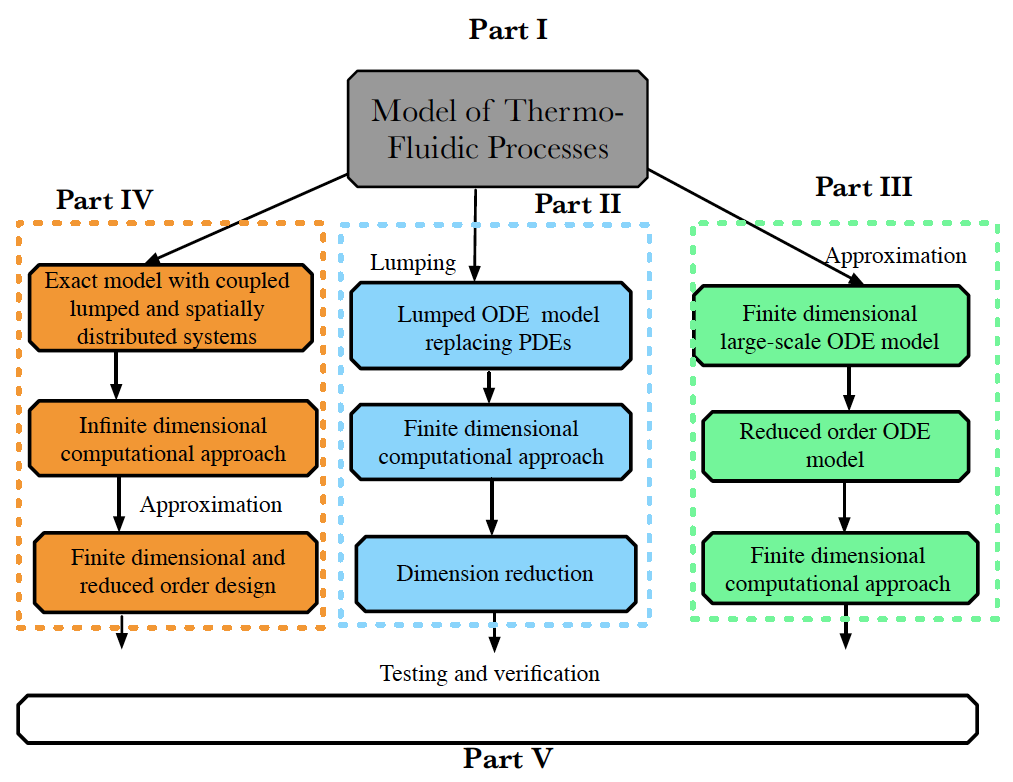 Part I
Model of Thermo-
Fluidic Processes
Part IV
Exact model with coupled
lumped and spatially
distributed systems
Infinite dimensional
computational approach
Approximation
Finite dimensional and
reduced order design
Part II
Lumping
Lumped ODE model
replacing PDEs
Finite dimensional
computational approach
Dimension reduction
Part III
Approximation
Finite dimensional
large-scale ODE model
Reduced order ODE
model
Finite dimensional
computational approach
Testing and verification
Part V